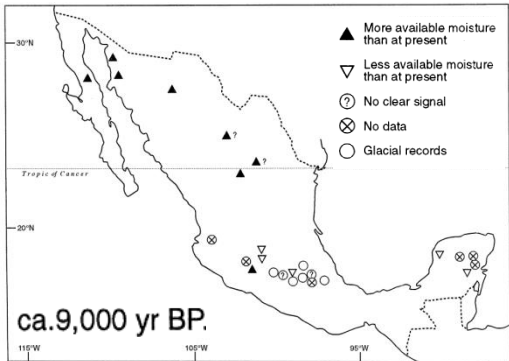 30°N
▲ More available moisture
than at present
▽ Less available moisture
than at present
? No clear signal
⊗ No data
○ Glacial records
?
?
Tropic of Cancer
20°N
?
?
ca.9,000 yr BP.
115°W
105°W
95°W